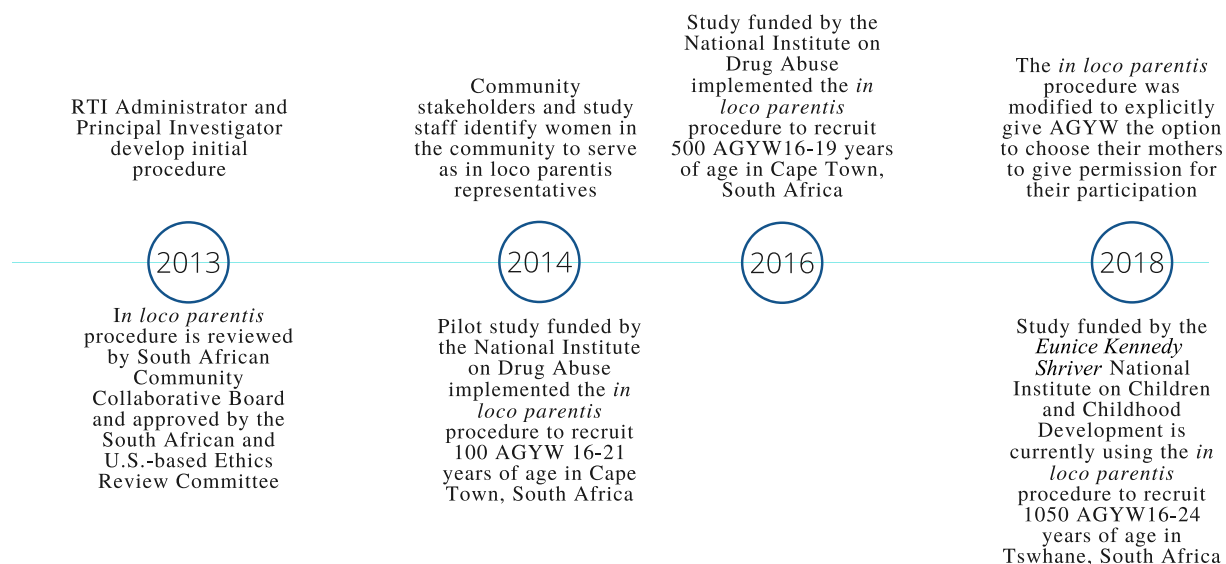 RTI Administrator and
Principal Investigator
develop initial
procedure
2013
In loco parentis
procedure is reviewed
by South African
Community
Collaborative Board
and approved by the
South African and
U.S.-based Ethics
Review Committee
Community
stakeholders and study
staff identify women in
the community to serve
as in loco parentis
representatives
2014
Pilot study funded by
the National Institute
on Drug Abuse
implemented the in
loco parentis
procedure to recruit
100 AGYW 16-21
years of age in Cape
Town, South Africa
Study funded by the
National Institute on
Drug Abuse
implemented the in
loco parentis
procedure to recruit
500 AGYW16-19 years
of age in Cape Town,
South Africa
2016
The in loco parentis
procedure was
modified to explicitly
give AGYW the option
to choose their mothers
to give permission for
their participation
2018
Study funded by the
Eunice Kennedy
Shriver National
Institute on Children
and Childhood
Development is
currently using the in
loco parentis
procedure to recruit
1050 AGYW16-24
years of age in
Tswhane, South Africa